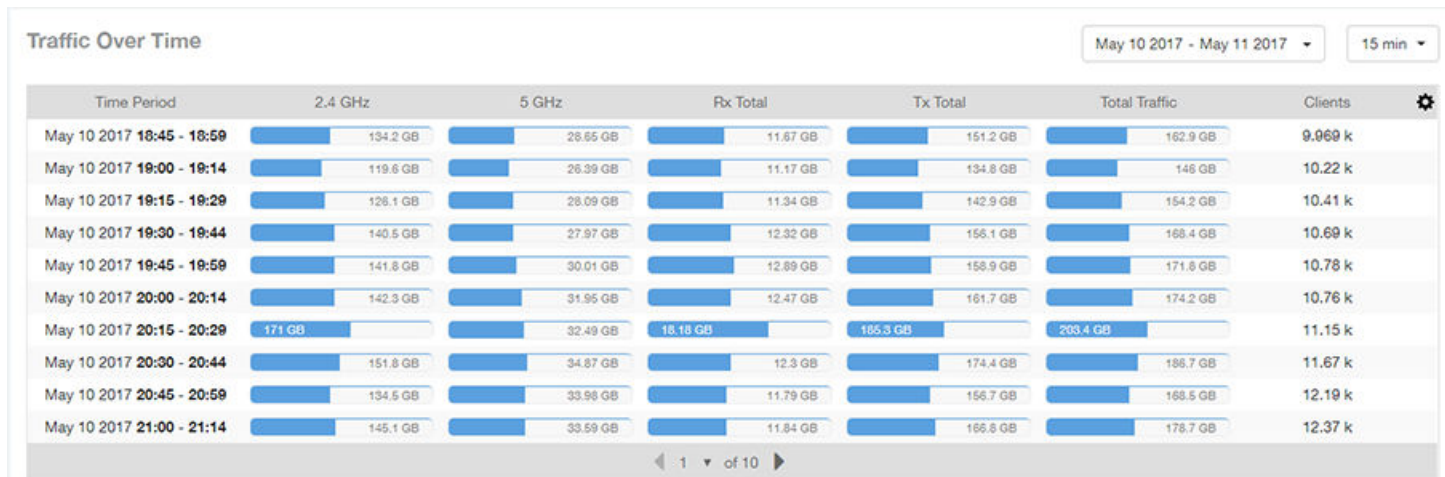 Traffic Over Time
May 10 2017 - May 11 2017 15 min
Time Period 2.4 GHz 5 GHz Rx Total Tx Total Total Traffic Clients
May 10 2017 18:45 - 18:59 134.2 GB 28.65 GB 11.67 GB 151.2 GB 162.9 GB 9.969 k
May 10 2017 19:00 - 19:14 119.6 GB 26.39 GB 11.17 GB 134.8 GB 146 GB 10.22 k
May 10 2017 19:15 - 19:29 126.1 GB 28.09 GB 11.34 GB 142.9 GB 154.2 GB 10.41 k
May 10 2017 19:30 - 19:44 140.5 GB 27.97 GB 12.32 GB 156.1 GB 168.4 GB 10.69 k
May 10 2017 19:45 - 19:59 141.8 GB 30.01 GB 12.89 GB 158.9 GB 171.8 GB 10.78 k
May 10 2017 20:00 - 20:14 142.3 GB 31.95 GB 12.47 GB 161.7 GB 174.2 GB 10.76 k
May 10 2017 20:15 - 20:29 171 GB 32.49 GB 18.18 GB 185.3 GB 203.4 GB 11.15 k
May 10 2017 20:30 - 20:44 151.8 GB 34.87 GB 12.3 GB 174.4 GB 186.7 GB 11.67 k
May 10 2017 20:45 - 20:59 134.5 GB 33.98 GB 11.79 GB 156.7 GB 168.5 GB 12.19 k
May 10 2017 21:00 - 21:14 145.1 GB 33.59 GB 11.84 GB 166.8 GB 178.7 GB 12.37 k
1 of 10